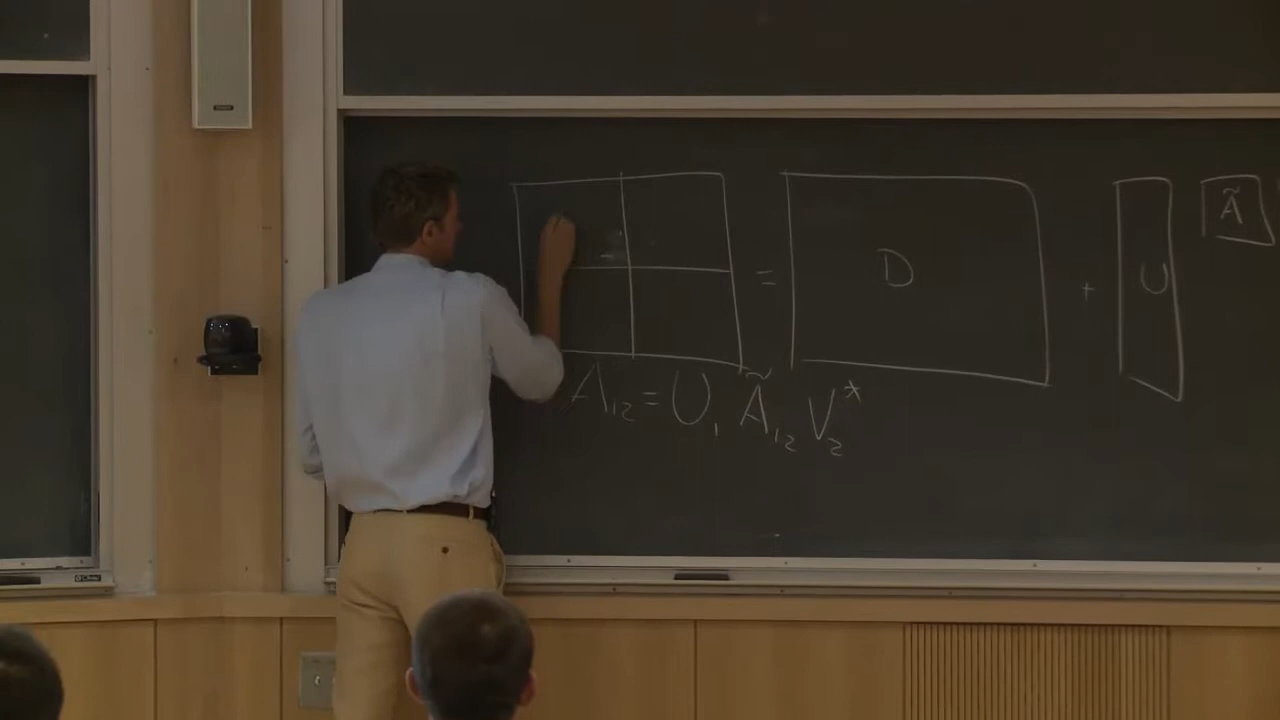 = D + U Ã
A₁₂ = U₁ Ã₁₂ V₂*